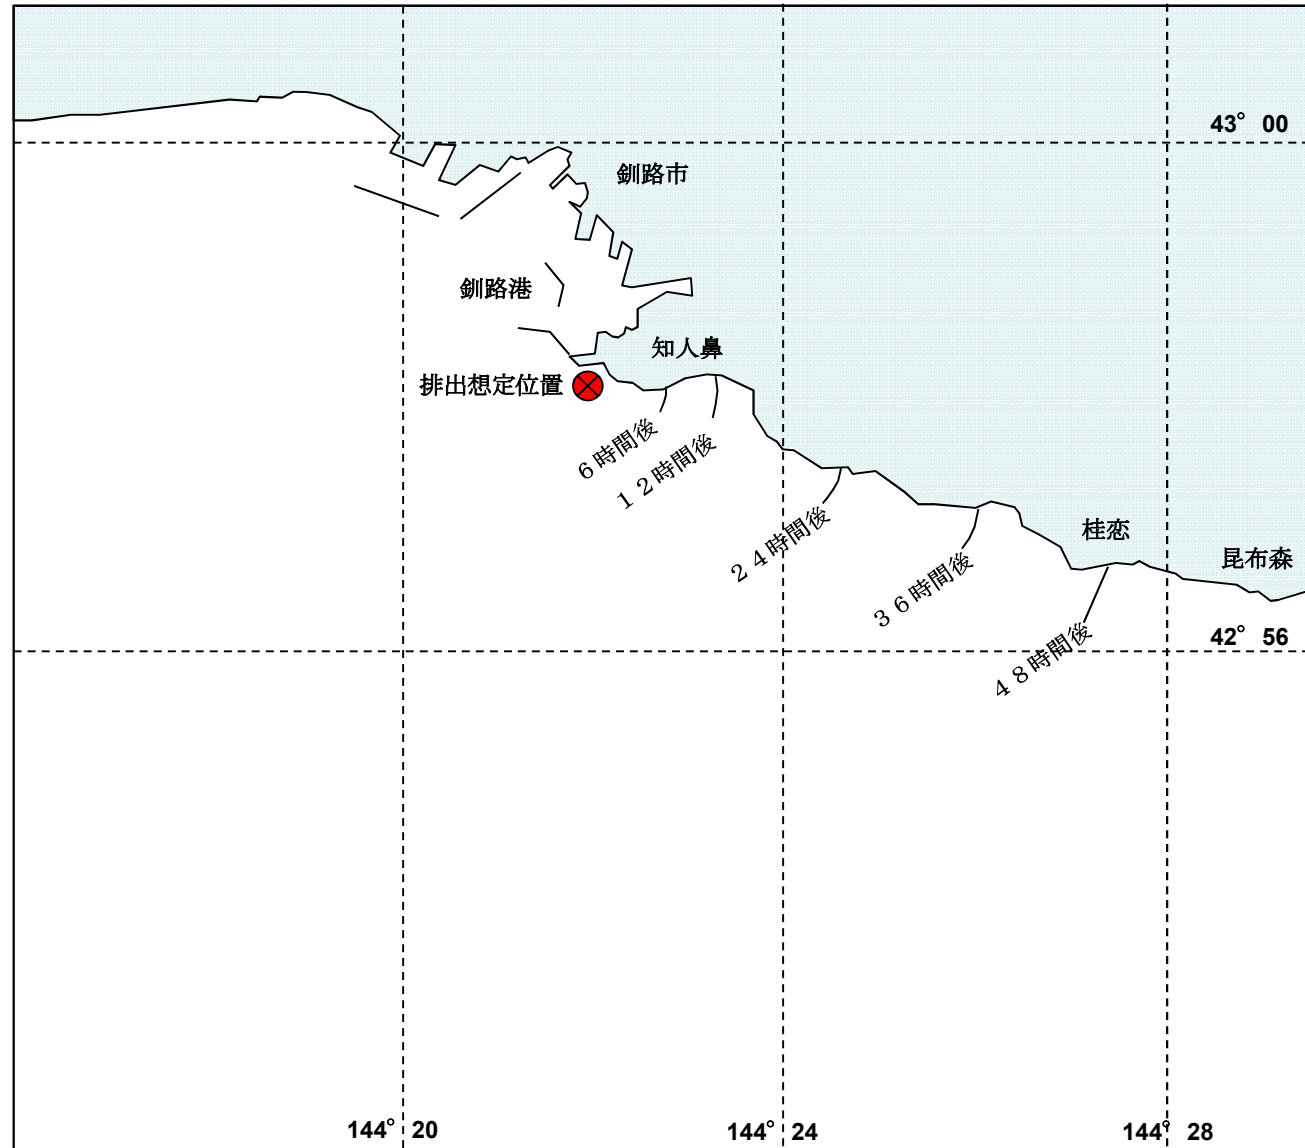 43° 00
釧路市
釧路港
知人鼻
排出想定位置
6時間後
１２時間後
２４時間後
３６時間後
４８時間後
桂恋
昆布森
42° 56
144° 20
144° 24
144° 28